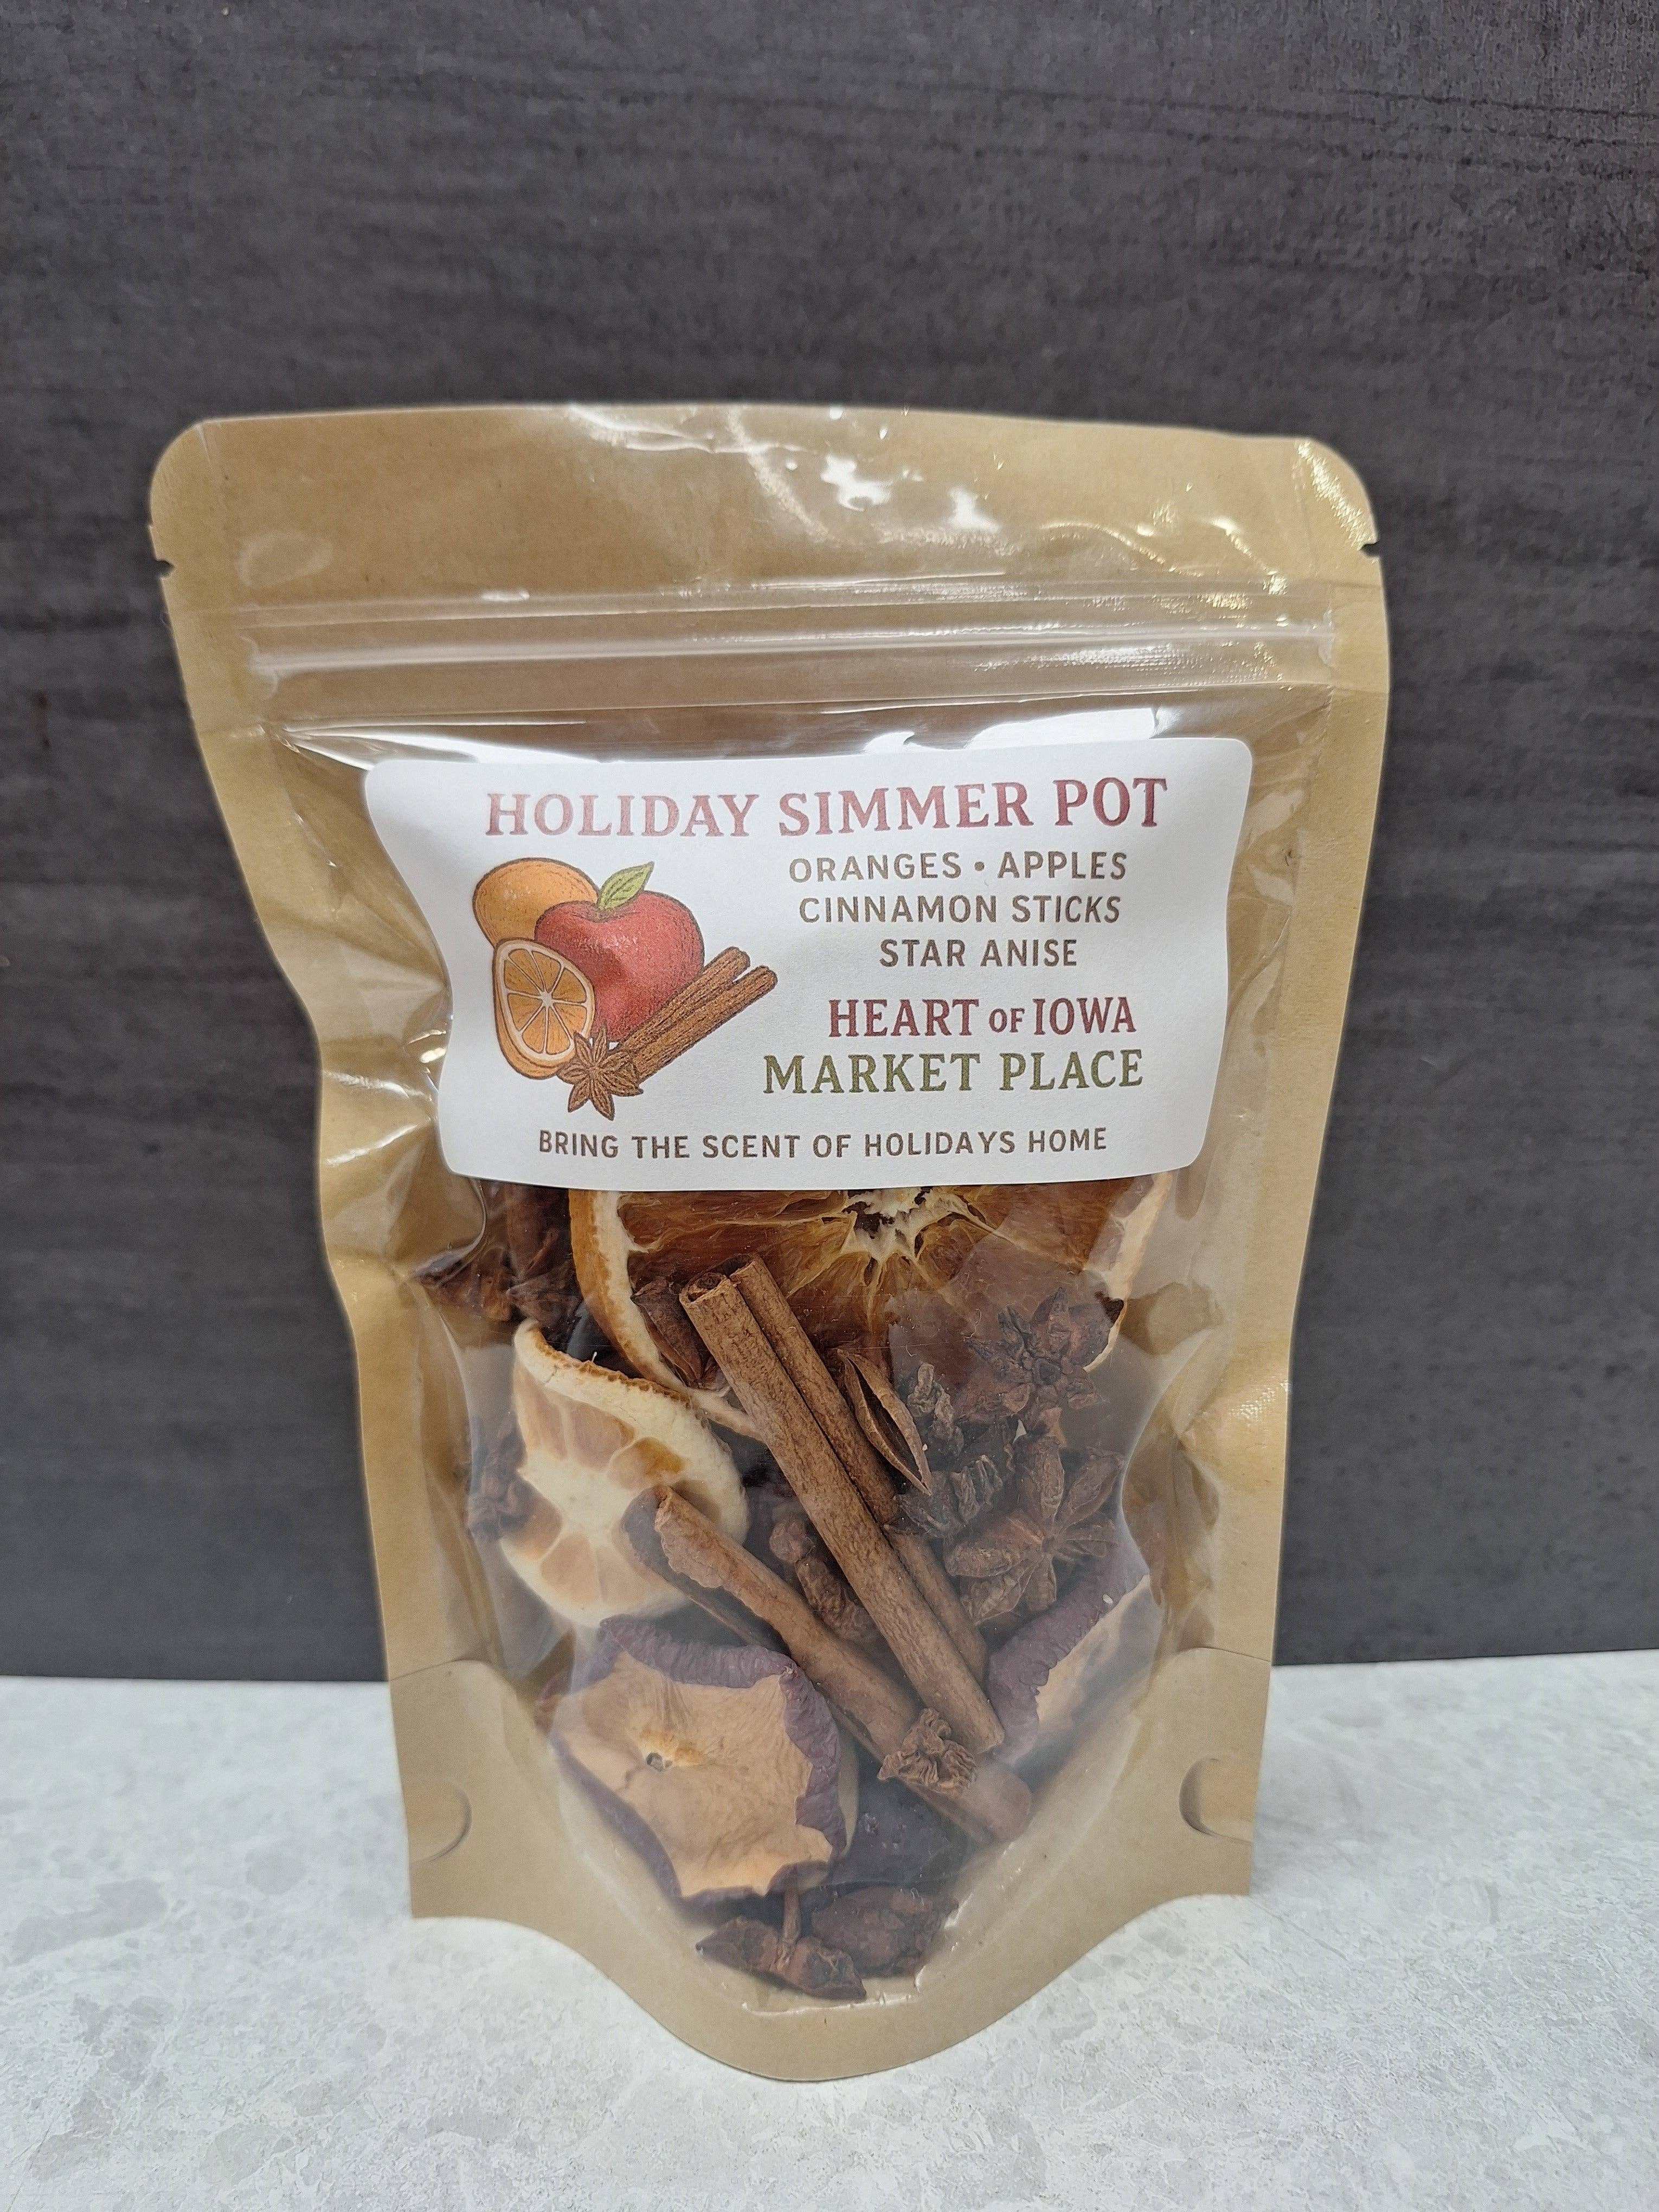 HOLIDAY SIMMER POT
ORANGES • APPLES
CINNAMON STICKS
STAR ANISE
HEART OF IOWA
MARKET PLACE
BRING THE SCENT OF HOLIDAYS HOME